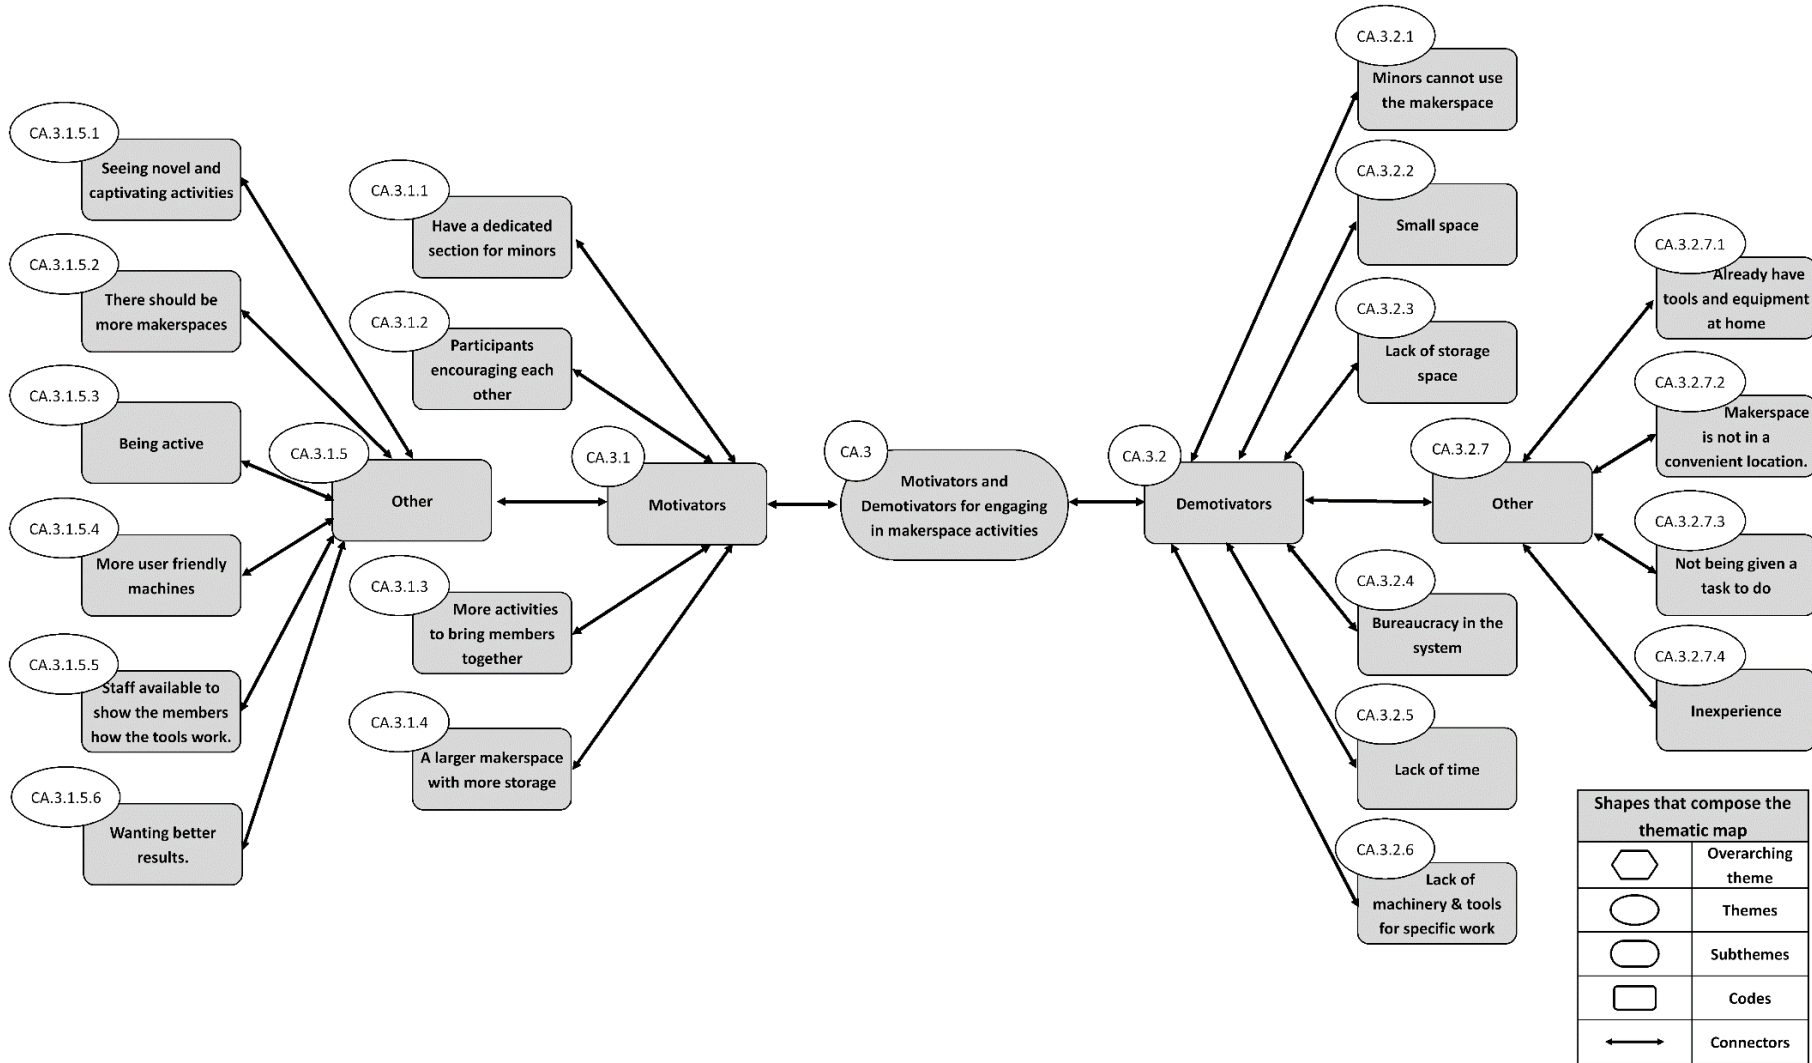 CA.3.1.5.1
Seeing novel and
captivating activities
CA.3.1.5.2
There should be
more makerspaces
CA.3.1.5.3
Being active
CA.3.1.5.4
More user friendly
machines
CA.3.1.5.5
Staff available to
show the members
how the tools work.
CA.3.1.5.6
Wanting better
results.
CA.3.1.5
Other
CA.3.1.1
Have a dedicated
section for minors
CA.3.1.2
Participants
encouraging each
other
CA.3.1.3
More activities
to bring members
together
CA.3.1.4
A larger makerspace
with more storage
CA.3.1
Motivators
CA.3
Motivators and
Demotivators for engaging
in makerspace activities
CA.3.2
Demotivators
CA.3.2.1
Minors cannot use
the makerspace
CA.3.2.2
Small space
CA.3.2.3
Lack of storage
space
CA.3.2.4
Bureaucracy in the
system
CA.3.2.5
Lack of time
CA.3.2.6
Lack of
machinery & tools
for specific work
CA.3.2.7
Other
CA.3.2.7.1
Already have
tools and equipment
at home
CA.3.2.7.2
Makerspace
is not in a
convenient location.
CA.3.2.7.3
Not being given a
task to do
CA.3.2.7.4
Inexperience
Shapes that compose the
thematic map
Overarching
theme
Themes
Subthemes
Codes
Connectors